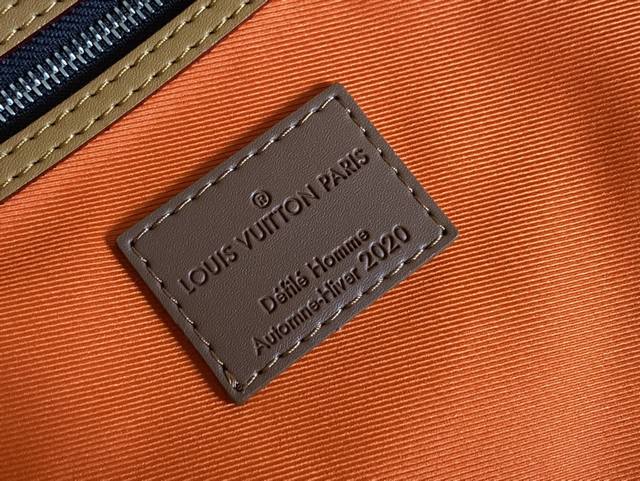 ®
LOUIS VUITTON PARIS
Défilé Homme
Automne-Hiver 2020